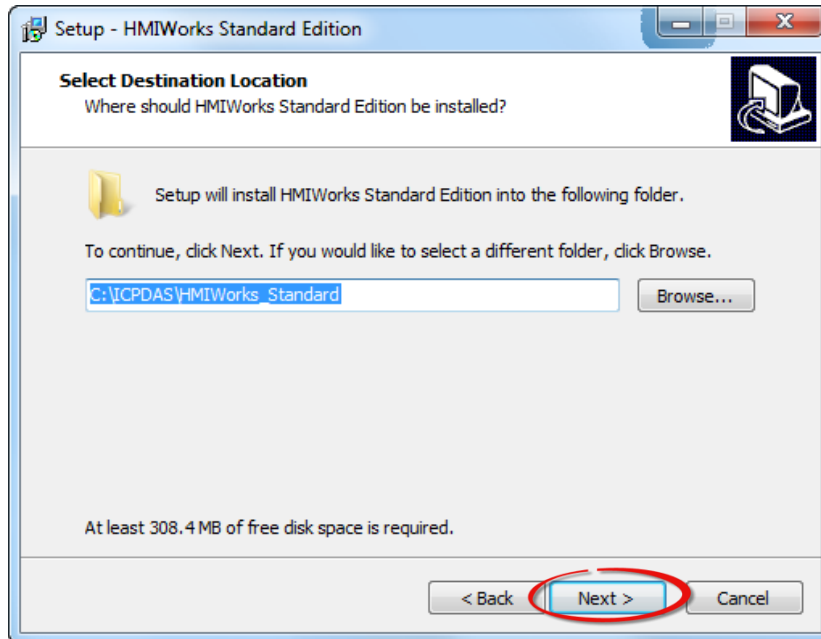 Setup - HMIWorks Standard Edition
Select Destination Location
Where should HMIWorks Standard Edition be installed?
Setup will install HMIWorks Standard Edition into the following folder.
To continue, click Next. If you would like to select a different folder, click Browse.
C:\ICPDAS\HMIWorks_Standard
Browse...
At least 308.4 MB of free disk space is required.
< Back Next > Cancel